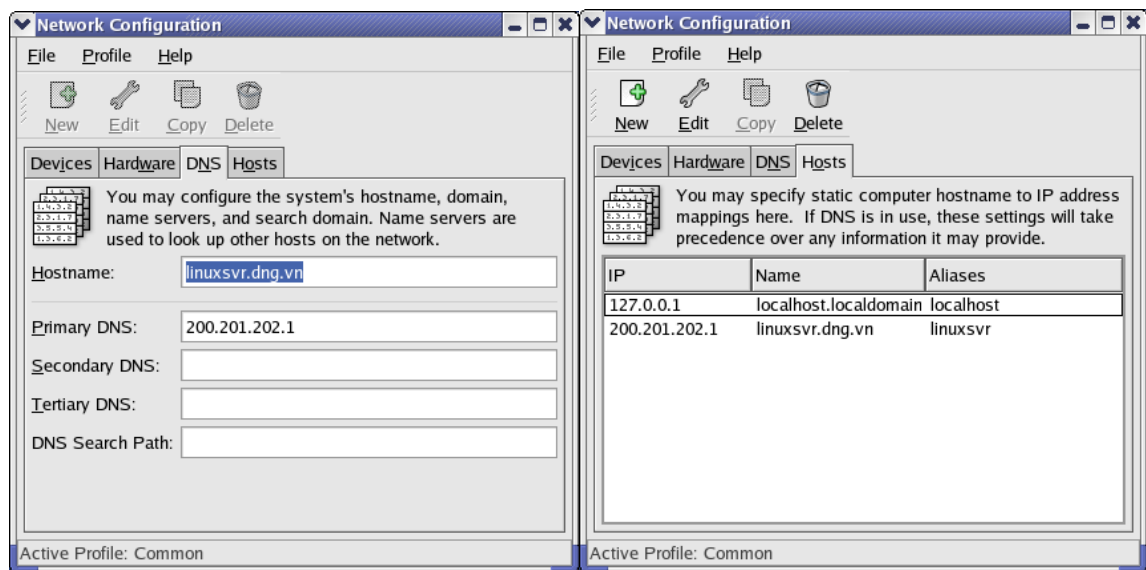 Network Configuration
File Profile Help
New Edit Copy Delete
Devices Hardware DNS Hosts
You may configure the system's hostname, domain,
name servers, and search domain. Name servers are
used to look up other hosts on the network.
Hostname: linuxsvr.dng.vn
Primary DNS: 200.201.202.1
Secondary DNS:
Tertiary DNS:
DNS Search Path:
Active Profile: Common
Network Configuration
File Profile Help
New Edit Copy Delete
Devices Hardware DNS Hosts
You may specify static computer hostname to IP address
mappings here. If DNS is in use, these settings will take
precedence over any information it may provide.
IP Name Aliases
127.0.0.1 localhost.localdomain localhost
200.201.202.1 linuxsvr.dng.vn linuxsvr
Active Profile: Common